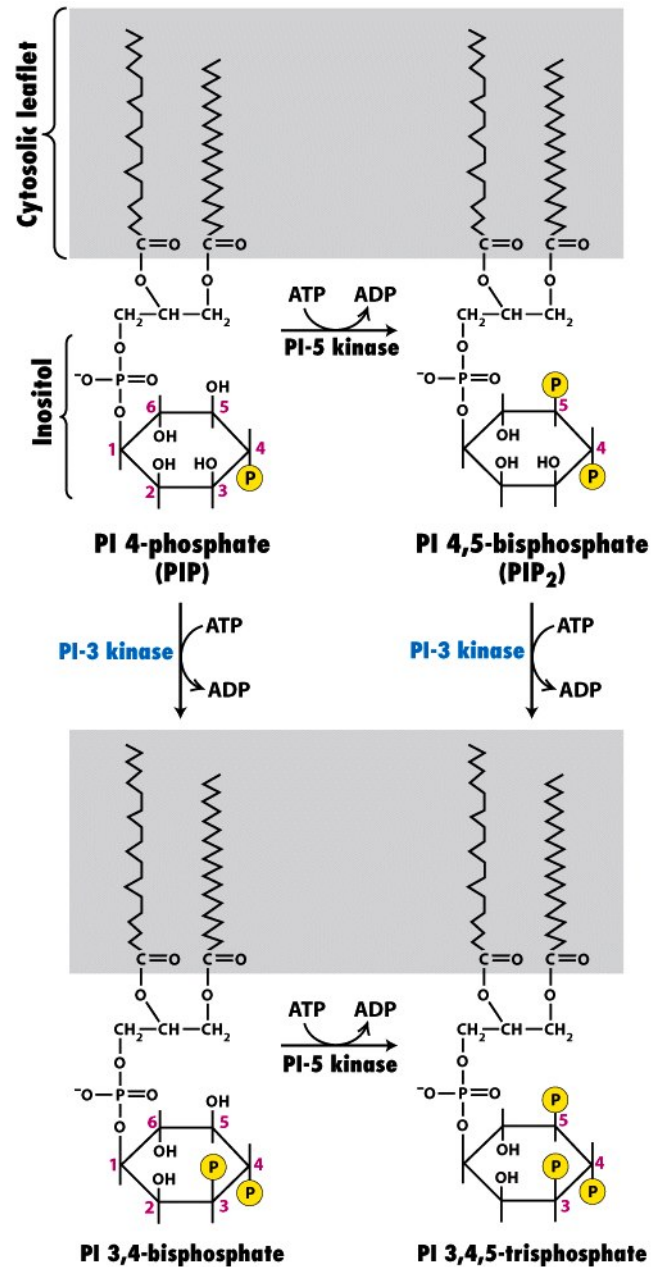 Cytosolic leaflet
C=O C=O
O O
CH₂—CH—CH₂
ATP ADP
PI-5 kinase
C=O C=O
O O
CH₂—CH—CH₂
Inositol
O
⁻O—P=O
O
OH
6 5
OH
1 4
OH HO P
2 3
O
⁻O—P=O
O
P
5
OH
4
OH HO P
PI 4-phosphate
(PIP)
PI 4,5-bisphosphate
(PIP₂)
PI-3 kinase
ATP
ADP
PI-3 kinase
ATP
ADP
C=O C=O
O O
CH₂—CH—CH₂
ATP ADP
PI-5 kinase
C=O C=O
O O
CH₂—CH—CH₂
O
⁻O—P=O
O
OH
6 5
OH
1 4
OH P P
2 3
O
⁻O—P=O
O
P
5
OH
4
OH P P
3
PI 3,4-bisphosphate
PI 3,4,5-trisphosphate